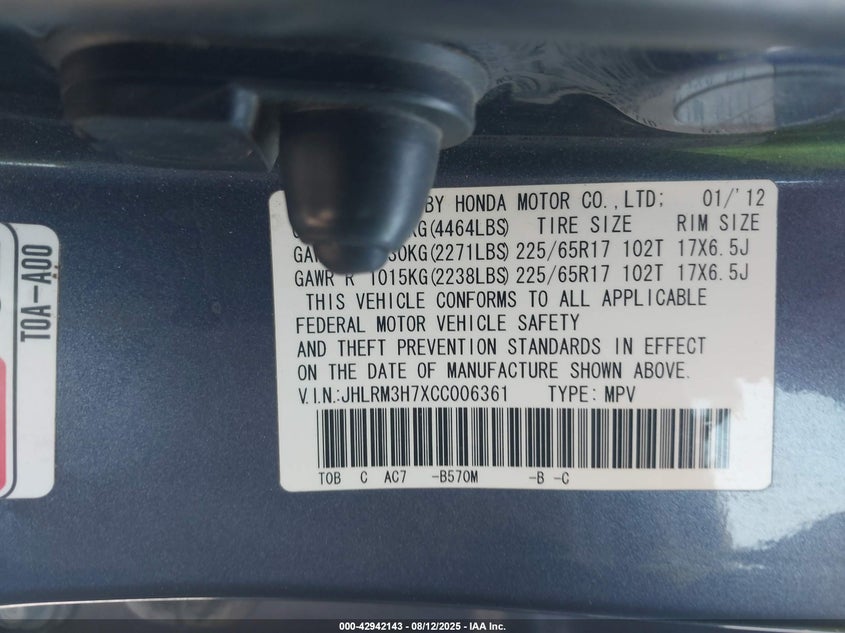 BY HONDA MOTOR CO.,LTD; 01/'12
(4464LBS) TIRE SIZE RIM SIZE
(2271LBS) 225/65R17 102T 17X6.5J
GAWR R 1015KG(2238LBS) 225/65R17 102T 17X6.5J
THIS VEHICLE CONFORMS TO ALL APPLICABLE
FEDERAL MOTOR VEHICLE SAFETY
AND THEFT PREVENTION STANDARDS IN EFFECT
ON THE DATE OF MANUFACTURE SHOWN ABOVE.
V.I.N.:JHLRM3H7XCC006361 TYPE: MPV
T0B C AC7 -B570M -B -C
T0A-A00
000-42942143 - 08/12/2025 - IAA Inc.